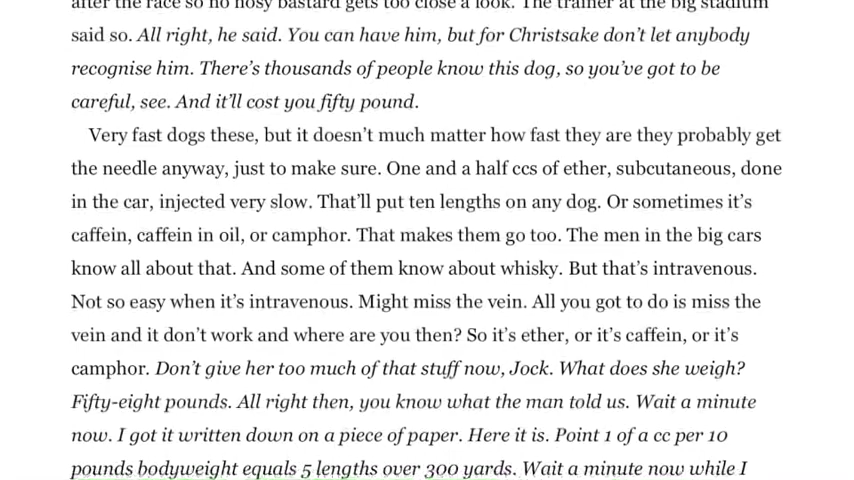 after the race so no nosy bastard gets too close a look. The trainer at the big stadium
said so. All right, he said. You can have him, but for Christsake don't let anybody
recognise him. There's thousands of people know this dog, so you've got to be
careful, see. And it'll cost you fifty pound.
Very fast dogs these, but it doesn't much matter how fast they are they probably get
the needle anyway, just to make sure. One and a half ccs of ether, subcutaneous, done
in the car, injected very slow. That'll put ten lengths on any dog. Or sometimes it's
caffein, caffein in oil, or camphor. That makes them go too. The men in the big cars
know all about that. And some of them know about whisky. But that's intravenous.
Not so easy when it's intravenous. Might miss the vein. All you got to do is miss the
vein and it don't work and where are you then? So it's ether, or it's caffein, or it's
camphor. Don't give her too much of that stuff now, Jock. What does she weigh?
Fifty-eight pounds. All right then, you know what the man told us. Wait a minute
now. I got it written down on a piece of paper. Here it is. Point 1 of a cc per 10
pounds bodyweight equals 5 lengths over 300 yards. Wait a minute now while I